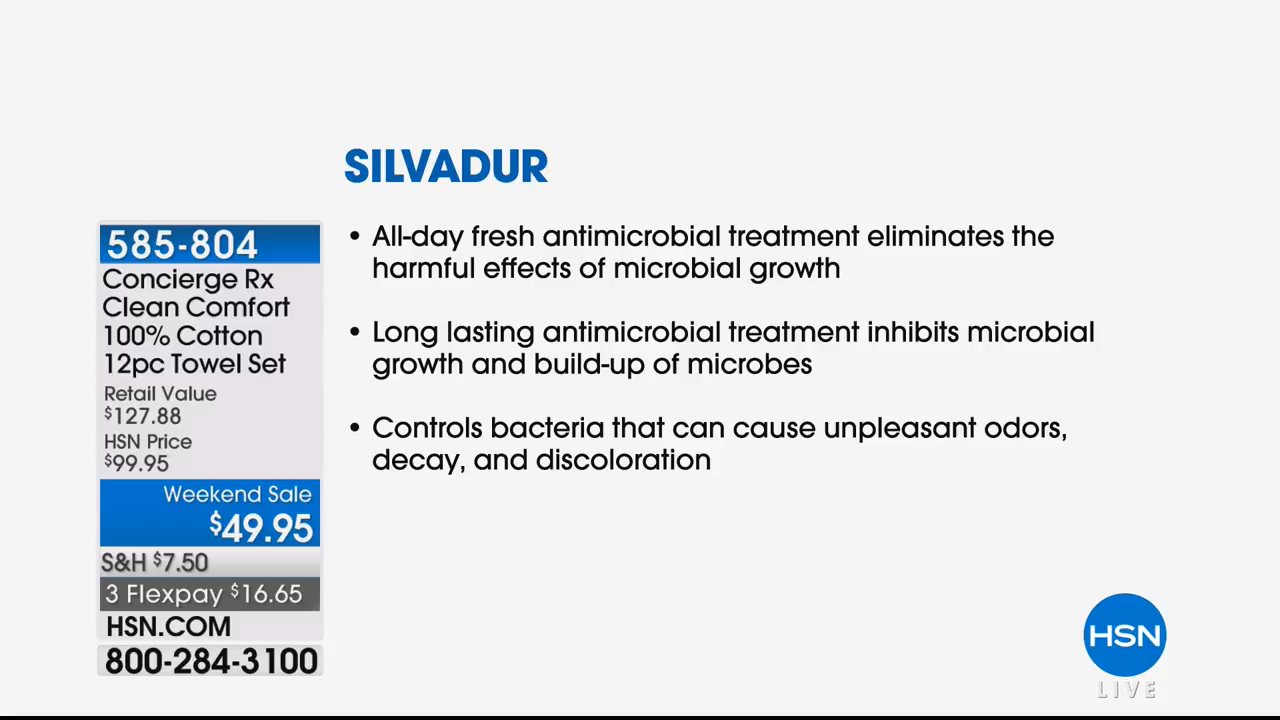 SILVADUR
• All-day fresh antimicrobial treatment eliminates the
harmful effects of microbial growth
• Long lasting antimicrobial treatment inhibits microbial
growth and build-up of microbes
• Controls bacteria that can cause unpleasant odors,
decay, and discoloration
585-804
Concierge Rx
Clean Comfort
100% Cotton
12pc Towel Set
Retail Value
$127.88
HSN Price
$99.95
Weekend Sale
$49.95
S&H $7.50
3 Flexpay $16.65
HSN.COM
800-284-3100
HSN
LIVE